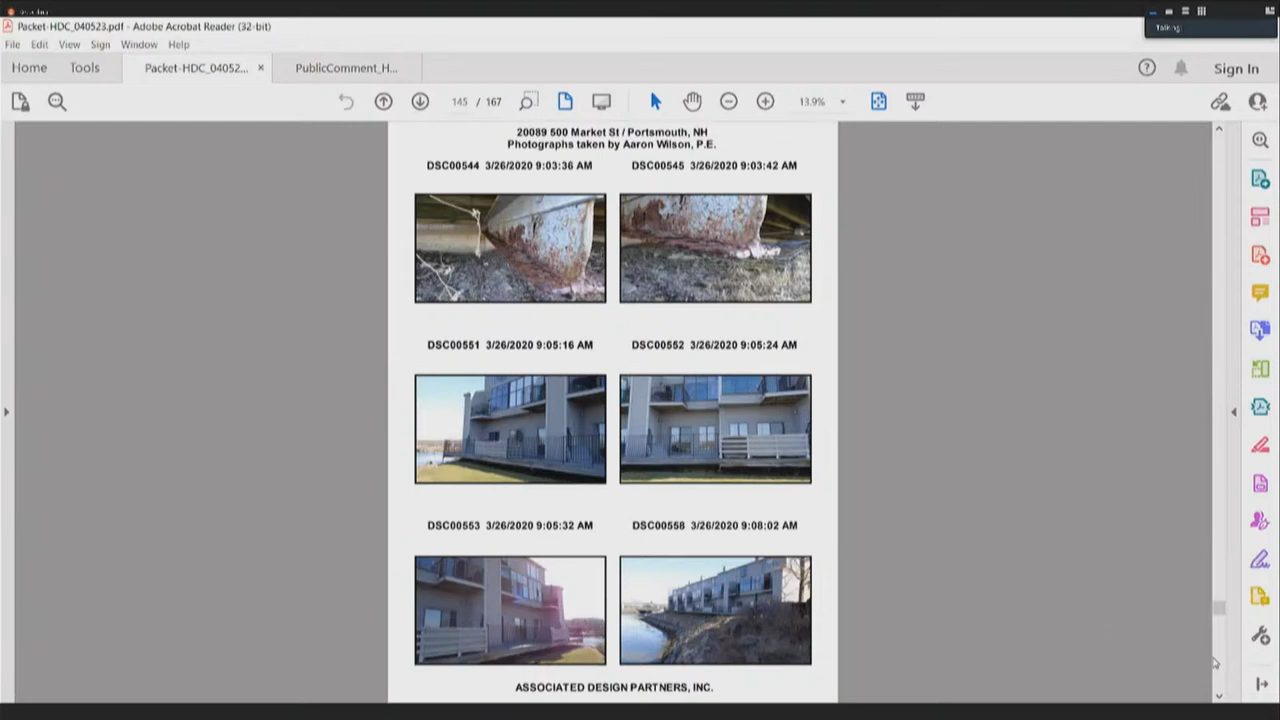 Packet-HDC_040523.pdf - Adobe Acrobat Reader (32-bit)
Talking:
File Edit View Sign Window Help
Home Tools Packet-HDC_04052... × PublicComment_H... Sign In
145 / 167 13.9%
20089 500 Market St / Portsmouth, NH
Photographs taken by Aaron Wilson, P.E.
DSC00544 3/26/2020 9:03:36 AM DSC00545 3/26/2020 9:03:42 AM
DSC00551 3/26/2020 9:05:16 AM DSC00552 3/26/2020 9:05:24 AM
DSC00553 3/26/2020 9:05:32 AM DSC00558 3/26/2020 9:08:02 AM
ASSOCIATED DESIGN PARTNERS, INC.